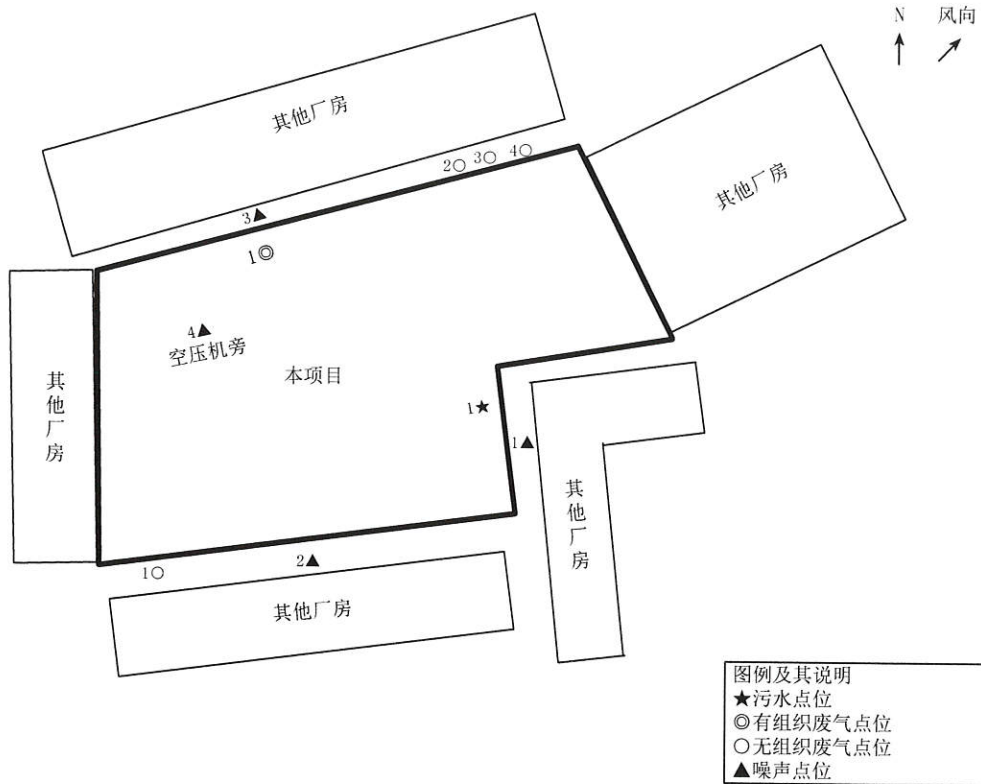 N 风向
其他厂房
2○ 3○ 4○
其他厂房
3▲
1◎
4▲
空压机旁
本项目
其他厂房
1★
1▲
其他厂房
1○
2▲
其他厂房
图例及其说明
★污水点位
◎有组织废气点位
○无组织废气点位
▲噪声点位